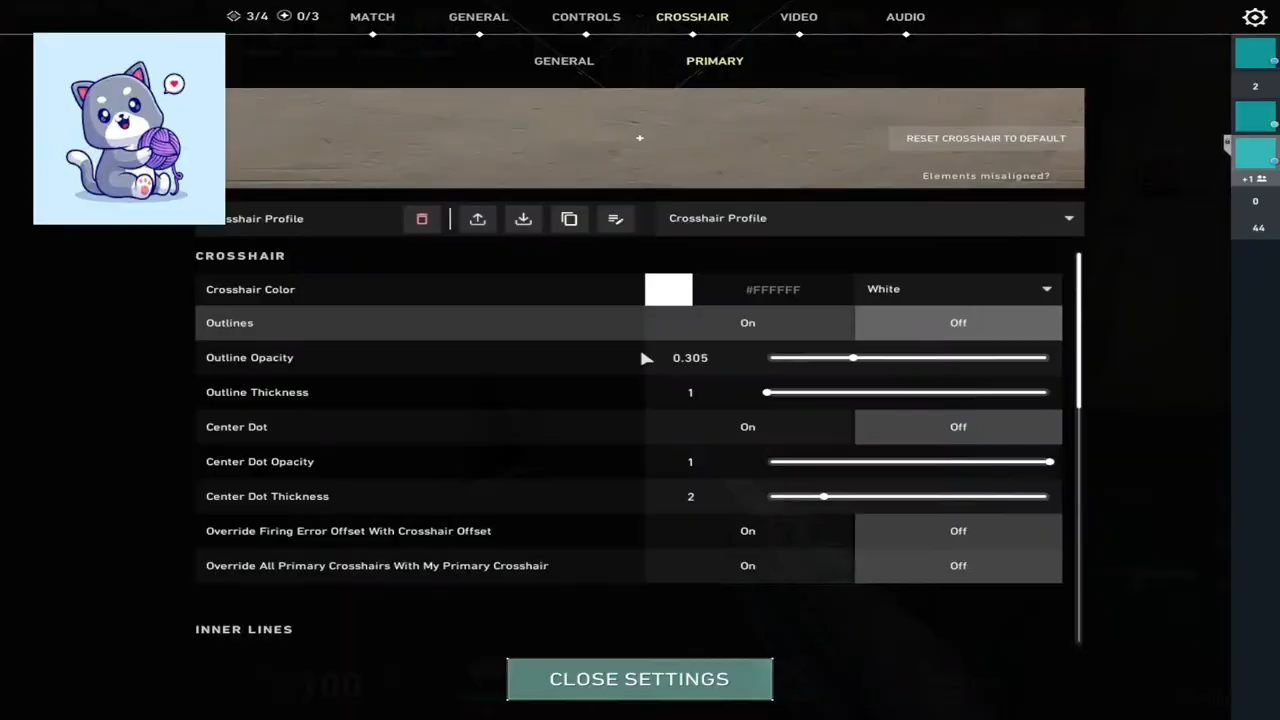 3/4 0/3 MATCH GENERAL CONTROLS CROSSHAIR VIDEO AUDIO
GENERAL PRIMARY
2
RESET CROSSHAIR TO DEFAULT
Elements misaligned?
+1
0
sshair Profile Crosshair Profile
44
CROSSHAIR
Crosshair Color #FFFFFF White
Outlines On Off
Outline Opacity 0.305
Outline Thickness 1
Center Dot On Off
Center Dot Opacity 1
Center Dot Thickness 2
Override Firing Error Offset With Crosshair Offset On Off
Override All Primary Crosshairs With My Primary Crosshair On Off
INNER LINES
CLOSE SETTINGS